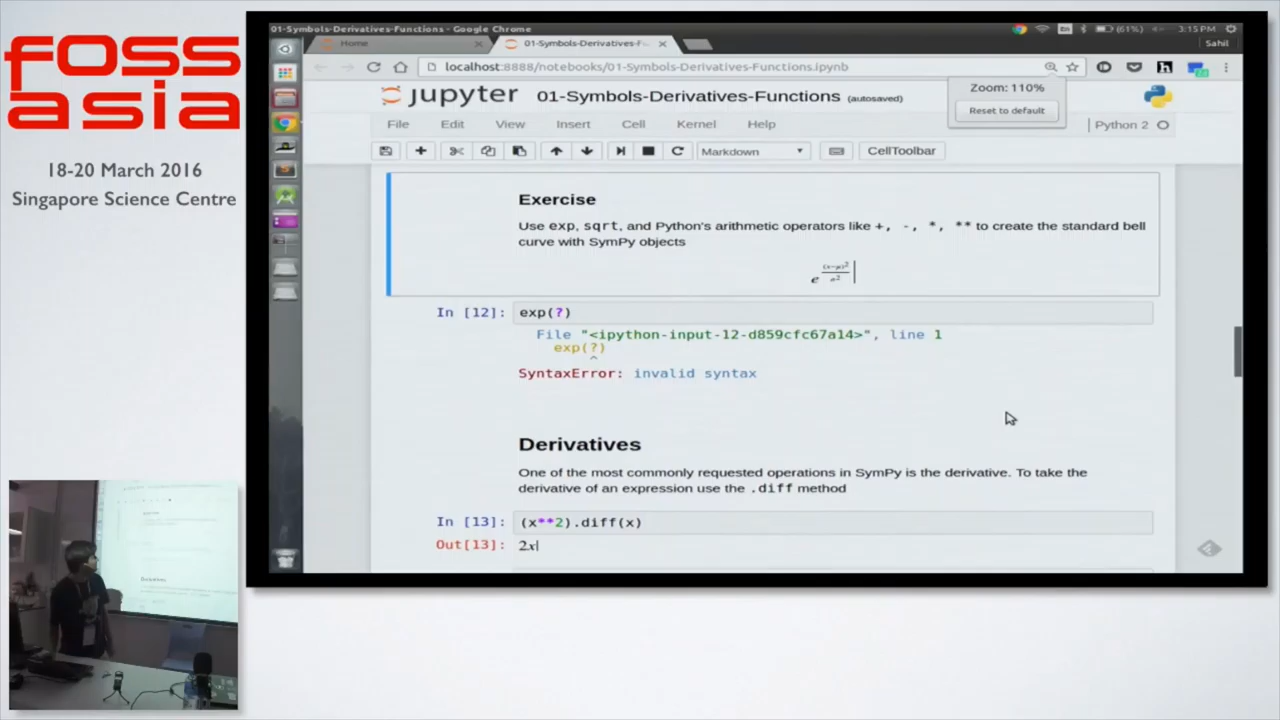 FOSS
asia
18-20 March 2016
Singapore Science Centre
01-Symbols-Derivatives-Functions - Google Chrome
En
(61%)
3:15PM
Home
01-Symbols-Derivatives-F
Sahil
localhost:8888/notebooks/01-Symbols-Derivatives-Functions.ipynb
Zoom: 110%
Reset to default
jupyter 01-Symbols-Derivatives-Functions (autosaved)
File Edit View Insert Cell Kernel Help
Python 2
Markdown
CellToolbar
Exercise
Use exp, sqrt, and Python's arithmetic operators like +, -, *, ** to create the standard bell
curve with SymPy objects
In [12]: exp(?)
File "<ipython-input-12-d859cfc67a14>", line 1
exp(?)
^
SyntaxError: invalid syntax
Derivatives
One of the most commonly requested operations in SymPy is the derivative. To take the
derivative of an expression use the .diff method
In [13]: (x**2).diff(x)
Out[13]: 2x